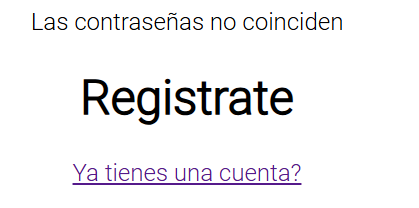 Las contraseñas no coinciden
Registrate
Ya tienes una cuenta?